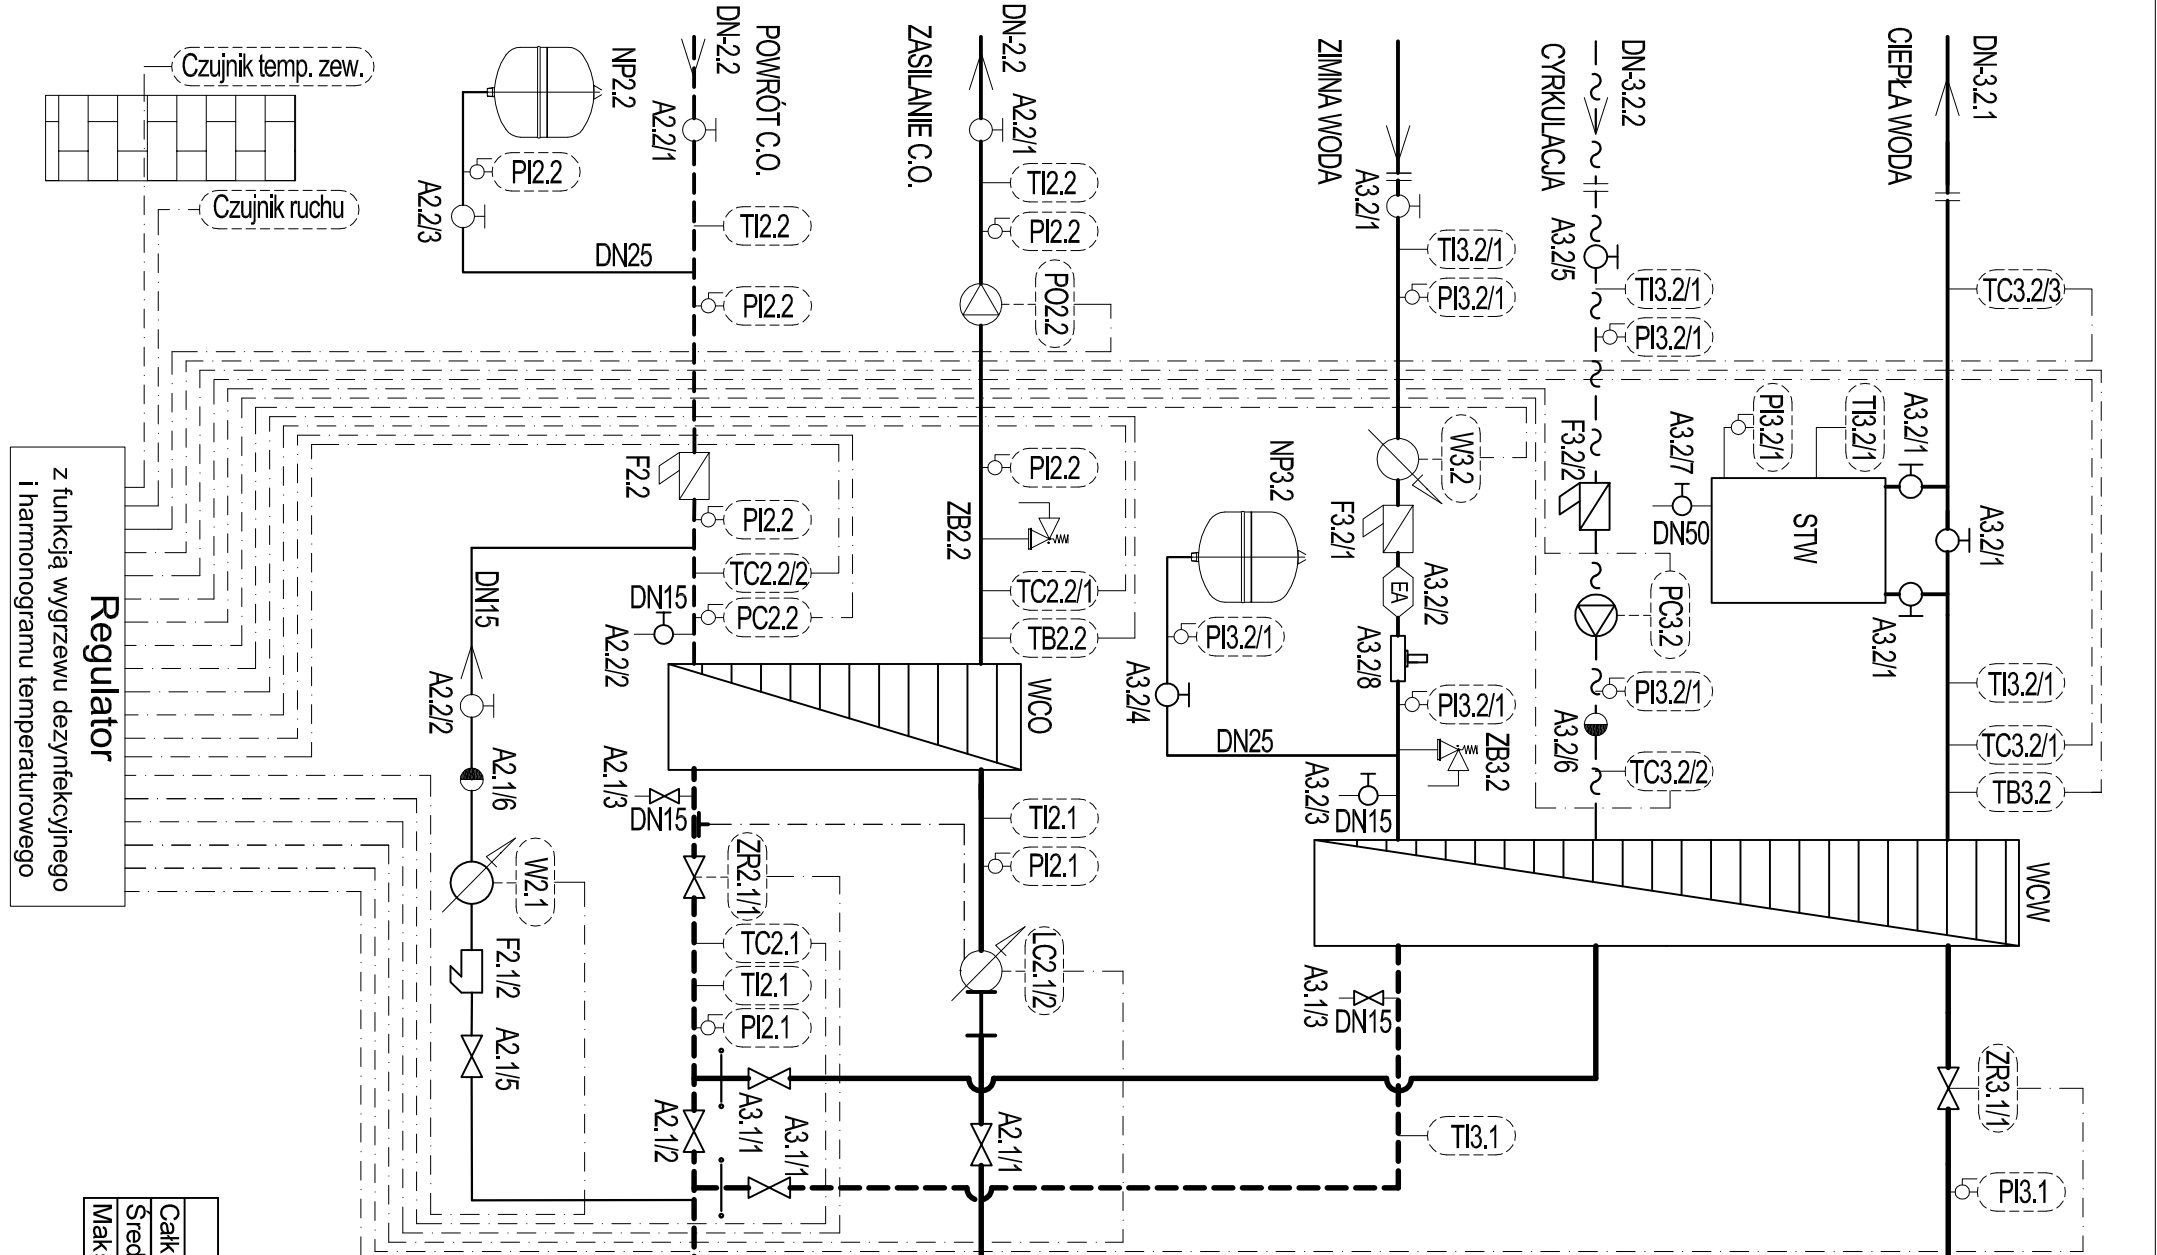 Czujnik temp. zew.
Czujnik ruchu
NP2.2
PI2.2
A2.2/3
DN25
DN-2.2
POWRÓT C.O.
A2.2/1
TI2.2
PI2.2
F2.2
PI2.2
TC2.2/2
PC2.2
DN15
A2.2/2
DN-2.2
ZASILANIE C.O.
A2.2/1
TI2.2
PI2.2
PO2.2
PI2.2
ZB2.2
TC2.2/1
TB2.2
WCO
ZIMNA WODA
A3.2/1
TI3.2/1
PI3.2/1
W3.2
F3.2/1
EA
A3.2/2
A3.2/8
PI3.2/1
ZB3.2
NP3.2
PI3.2/1
A3.2/4
DN25
A3.2/3
DN15
DN-3.2.2
CYRKULACJA
A3.2/5
TI3.2/1
PI3.2/1
F3.2/2
PC3.2
PI3.2/1
A3.2/6
TC3.2/2
DN-3.2.1
CIEPŁA WODA
TC3.2/3
PI3.2/1
TI3.2/1
A3.2/1
A3.2/7
DN50
STW
A3.2/1
A3.2/1
TI3.2/1
TC3.2/1
TB3.2
WCW
Regulator
z funkcją wygrzewu dezynfekcyjnego
i harmonogramu temperaturowego
DN15
A2.2/2
A2.1/6
W2.1
F2.1/2
A2.1/5
A2.1/3
DN15
ZR2.1/1
TC2.1
TI2.1
PI2.1
A2.1/2
A3.1/1
A3.1/1
TI2.1
PI2.1
LC2.1/2
A2.1/1
A3.1/3
DN15
TI3.1
ZR3.1/1
PI3.1
Całk
Śred
Mak